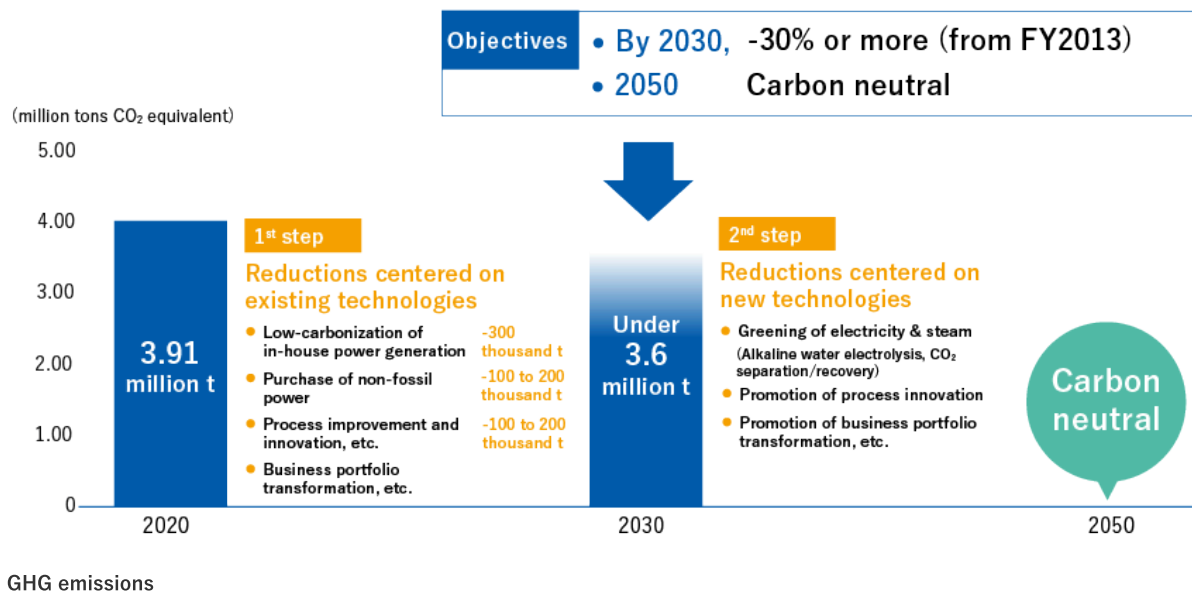 Objectives
• By 2030, -30% or more (from FY2013)
• 2050 Carbon neutral
(million tons CO₂ equivalent)
5.00
4.00
3.00
2.00
1.00
0
3.91
million t
1st step
Reductions centered on
existing technologies
• Low-carbonization of
in-house power generation
-300
thousand t
• Purchase of non-fossil
power
-100 to 200
thousand t
• Process improvement and
innovation, etc.
-100 to 200
thousand t
• Business portfolio
transformation, etc.
Under
3.6
million t
2nd step
Reductions centered on
new technologies
• Greening of electricity & steam
(Alkaline water electrolysis, CO₂
separation/recovery)
• Promotion of process innovation
• Promotion of business portfolio
transformation, etc.
Carbon
neutral
2020
2030
2050
GHG emissions